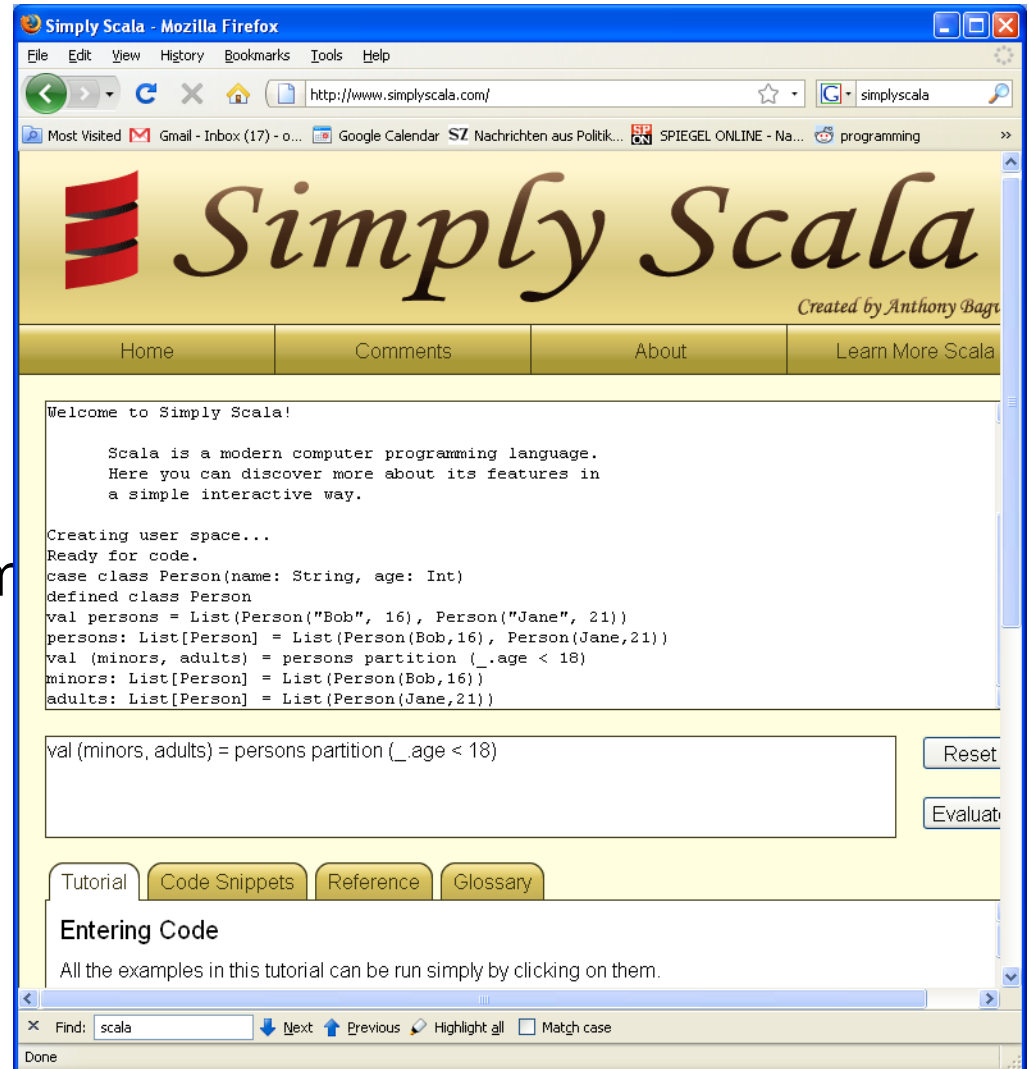 Simply Scala - Mozilla Firefox
File Edit View History Bookmarks Tools Help
http://www.simplyscala.com/
G simplyscala
Most Visited Gmail - Inbox (17) - o... Google Calendar SZ Nachrichten aus Politik... SP ON SPIEGEL ONLINE - Na... programming »
Simply Scala
Created by Anthony Bagw
Home Comments About Learn More Scala
Welcome to Simply Scala!
Scala is a modern computer programming language.
Here you can discover more about its features in
a simple interactive way.
Creating user space...
Ready for code.
case class Person(name: String, age: Int)
defined class Person
val persons = List(Person("Bob", 16), Person("Jane", 21))
persons: List[Person] = List(Person(Bob,16), Person(Jane,21))
val (minors, adults) = persons partition (_.age < 18)
minors: List[Person] = List(Person(Bob,16))
adults: List[Person] = List(Person(Jane,21))
val (minors, adults) = persons partition (_.age < 18)
Reset
Evaluat
Tutorial Code Snippets Reference Glossary
Entering Code
All the examples in this tutorial can be run simply by clicking on them.
× Find: scala Next Previous Highlight all Match case
Done